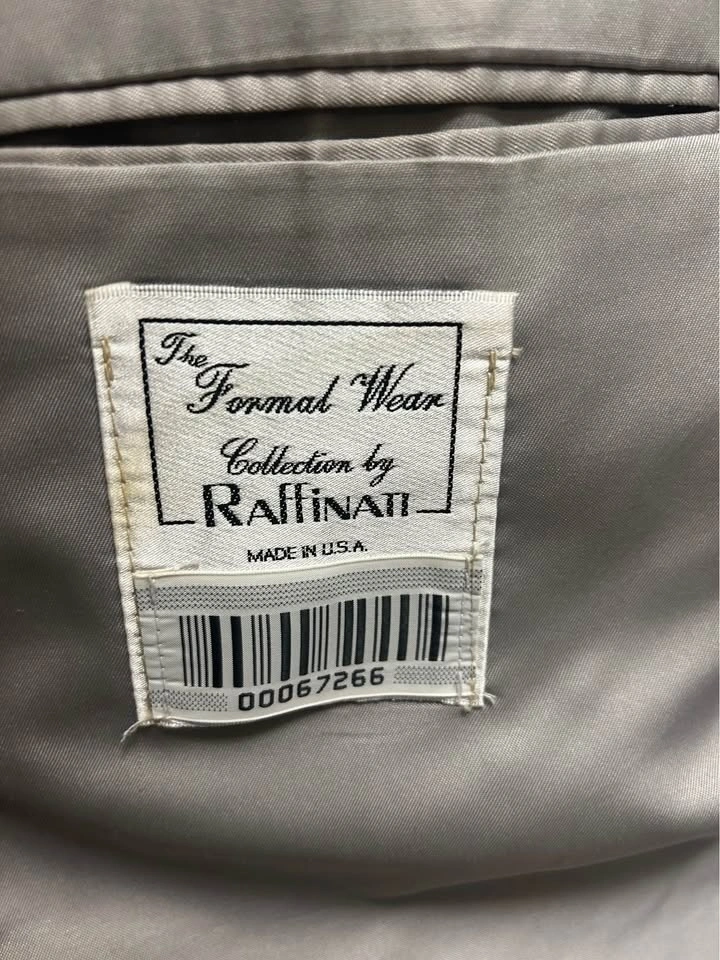 The
Formal Wear
Collection by
RAffiNATI
MADE IN U.S.A.
00067266